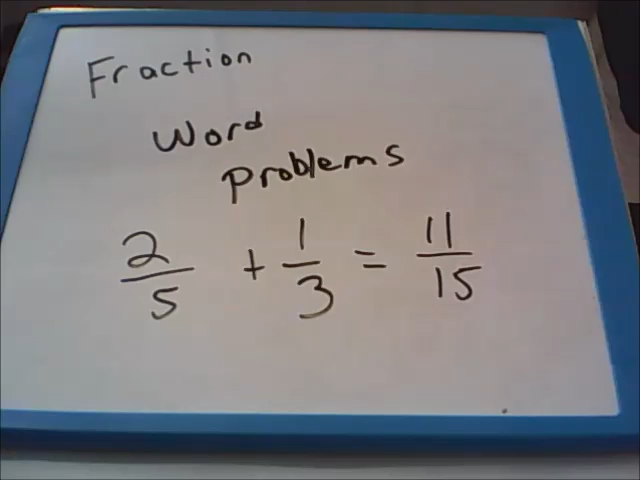 Fraction
Word
Problems
2/5 + 1/3 = 11/15